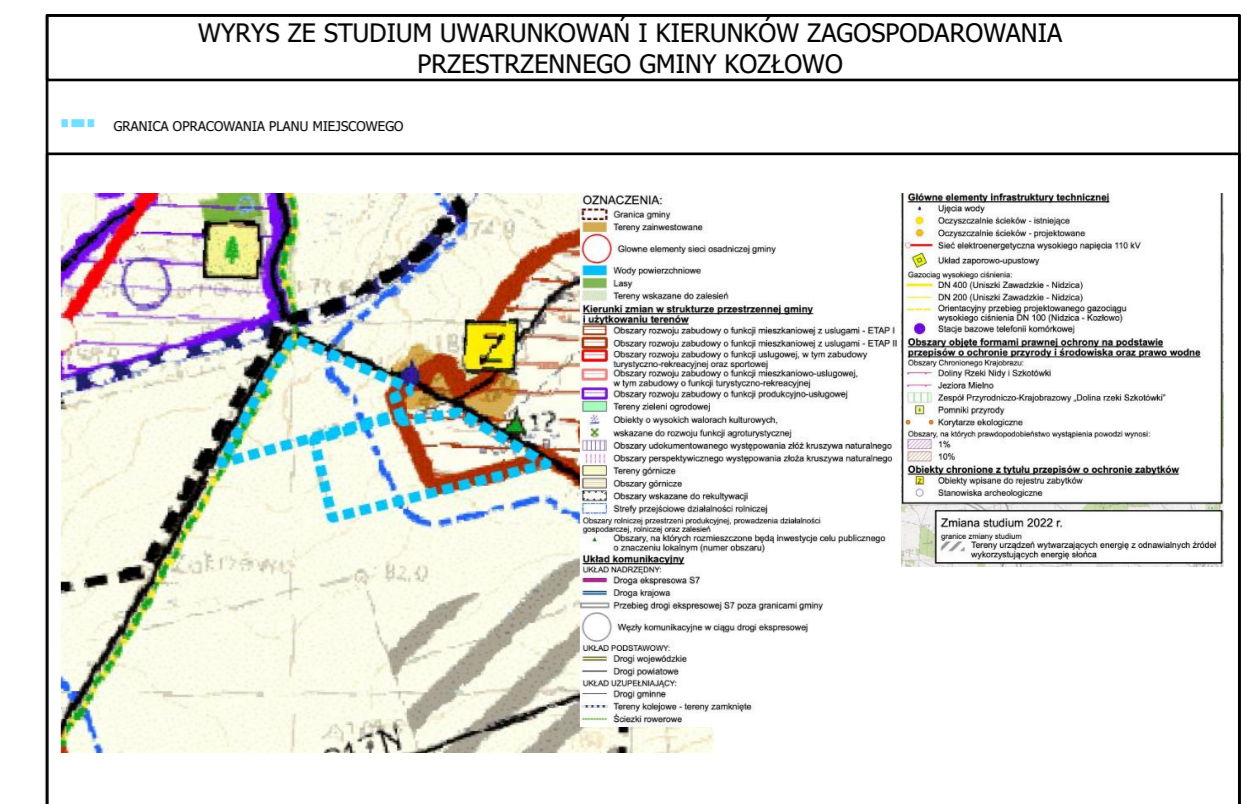 WYRYS ZE STUDIUM UWARUNKOWAŃ I KIERUNKÓW ZAGOSPODAROWANIA
PRZESTRZENNEGO GMINY KOZŁOWO
GRANICA OPRACOWANIA PLANU MIEJSCOWEGO
Z
12
Zakrzewo
82,0
OZNACZENIA:
Granica gminy
Tereny zainwestowane
Glowne elementy sieci osadniczej gminy
Wody powierzchniowe
Lasy
Tereny wskazane do zalesień
Kierunki zmian w strukturze przestrzennej gminy
i użytkowaniu terenów
Obszary rozwoju zabudowy o funkcji mieszkaniowej z usługami - ETAP I
Obszary rozwoju zabudowy o funkcji mieszkaniowej z usługami - ETAP II
Obszary rozwoju zabudowy o funkcji usługowej, w tym zabudowy
turystyczno-rekreacyjnej oraz sportowej
Obszary rozwoju zabudowy o funkcji mieszkaniowo-usługowej,
w tym zabudowy o funkcji turystyczno-rekreacyjnej
Obszary rozwoju zabudowy o funkcji produkcyjno-usługowej
Tereny zieleni ogrodowej
Obiekty o wysokich walorach kulturowych,
wskazane do rozwoju funkcji agroturystycznej
Obszary udokumentowanego występowania złóż kruszywa naturalnego
Obszary perspektywicznego występowania złoża kruszywa naturalnego
Tereny górnicze
Obszary górnicze
Obszary wskazane do rekultywacji
Strefy przejściowe działalności rolniczej
Obszary rolniczej przestrzeni produkcyjnej, prowadzenia działalności
gospodarczej, rolniczej oraz zalesień
Obszary, na których rozmieszczone będą inwestycje celu publicznego
o znaczeniu lokalnym (numer obszaru)
Układ komunikacyjny
UKŁAD NADRZĘDNY:
Droga ekspresowa S7
Droga krajowa
Przebieg drogi ekspresowej S7 poza granicami gminy
Węzły komunikacyjne w ciągu drogi ekspresowej
UKŁAD PODSTAWOWY:
Drogi wojewódzkie
Drogi powiatowe
UKŁAD UZUPEŁNIAJĄCY:
Drogi gminne
Tereny kolejowe - tereny zamknięte
Ścieżki rowerowe
Główne elementy infrastruktury technicznej
Ujęcia wody
Oczyszczalnie ścieków - istniejące
Oczyszczalnie ścieków - projektowane
Sieć elektroenergetyczna wysokiego napięcia 110 kV
Układ zaporowo-upustowy
Gazociąg wysokiego ciśnienia:
DN 400 (Uniszki Zawadzkie - Nidzica)
DN 200 (Uniszki Zawadzkie - Nidzica)
Orientacyjny przebieg projektowanego gazociągu
wysokiego ciśnienia DN 100 (Nidzica - Kozłowo)
Stacje bazowe telefonii komórkowej
Obszary objęte formami prawnej ochrony na podstawie
przepisów o ochronie przyrody i środowiska oraz prawo wodne
Obszary Chronionego Krajobrazu:
Doliny Rzeki Nidy i Szkotówki
Jeziora Mielno
Zespół Przyrodniczo-Krajobrazowy „Dolina rzeki Szkotówki"
Pomniki przyrody
Korytarze ekologiczne
Obszary, na których prawdopodobieństwo wystąpienia powodzi wynosi:
1%
10%
Obiekty chronione z tytułu przepisów o ochronie zabytków
Z
Obiekty wpisane do rejestru zabytków
Stanowiska archeologiczne
Zmiana studium 2022 r.
granice zmiany studium
Tereny urządzeń wytwarzających energię z odnawialnych źródeł
wykorzystujących energię słońca